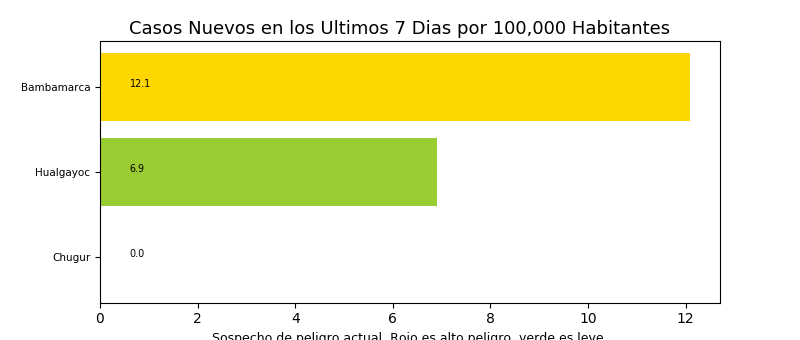 Casos Nuevos en los Ultimos 7 Dias por 100,000 Habitantes
Bambamarca
12.1
Hualgayoc
6.9
Chugur
0.0
0 2 4 6 8 10 12
Sospecho de peligro actual. Rojo es alto peligro, verde es leve